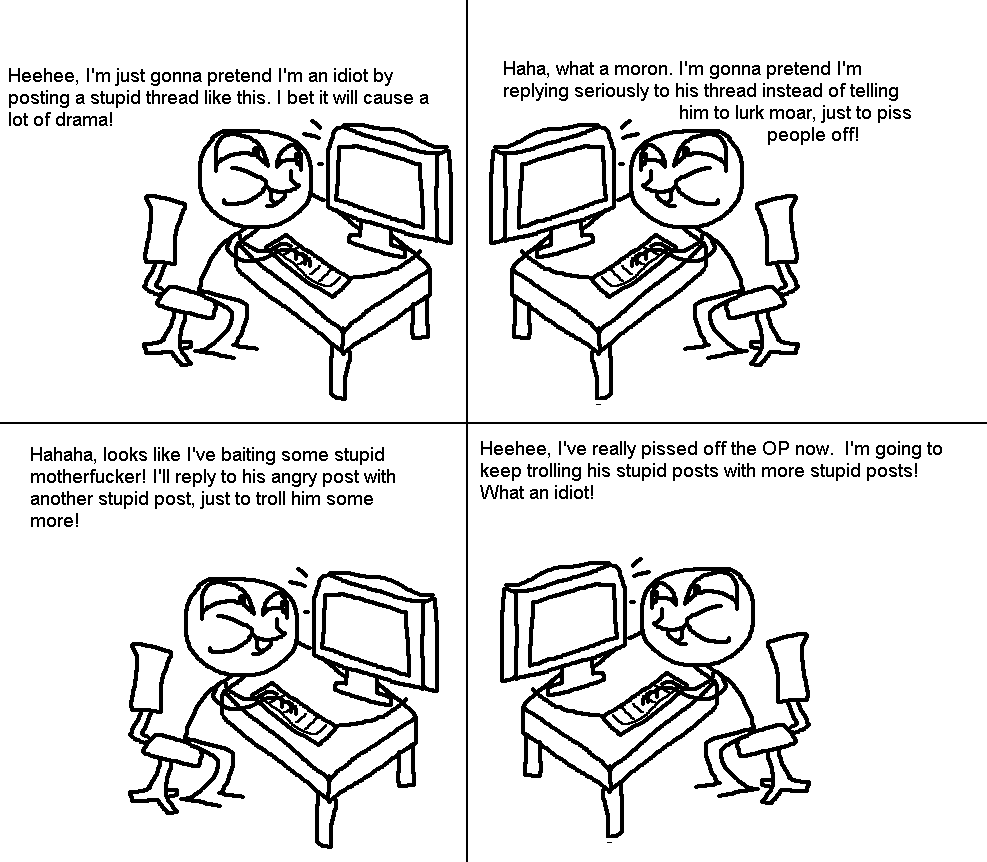 Heehee, I'm just gonna pretend I'm an idiot by
posting a stupid thread like this. I bet it will cause a
lot of drama!
Haha, what a moron. I'm gonna pretend I'm
replying seriously to his thread instead of telling
him to lurk moar, just to piss
people off!
Hahaha, looks like I've baiting some stupid
motherfucker! I'll reply to his angry post with
another stupid post, just to troll him some
more!
Heehee, I've really pissed off the OP now.  I'm going to
keep trolling his stupid posts with more stupid posts!
What an idiot!